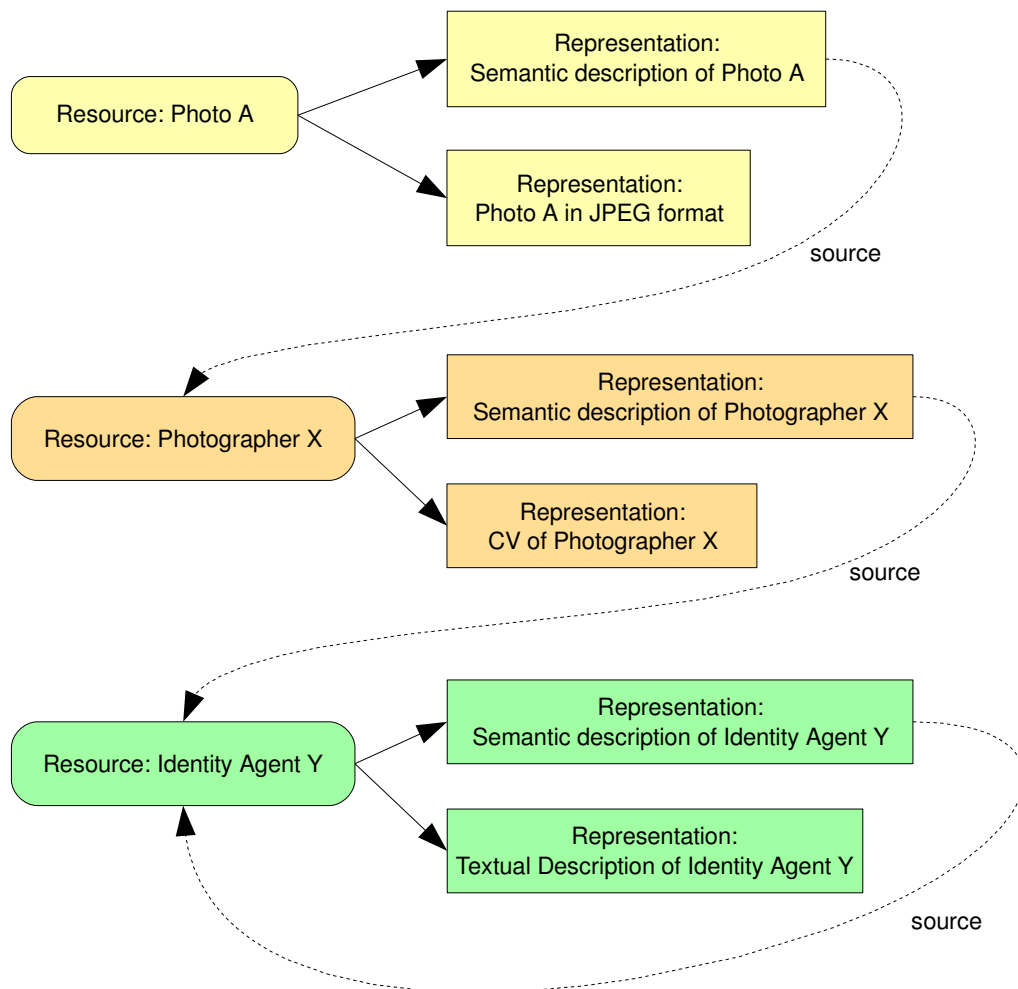 Representation:
Semantic description of Photo A
Resource: Photo A
Representation:
Photo A in JPEG format
source
Representation:
Semantic description of Photographer X
Resource: Photographer X
Representation:
CV of Photographer X
source
Representation:
Semantic description of Identity Agent Y
Resource: Identity Agent Y
Representation:
Textual Description of Identity Agent Y
source